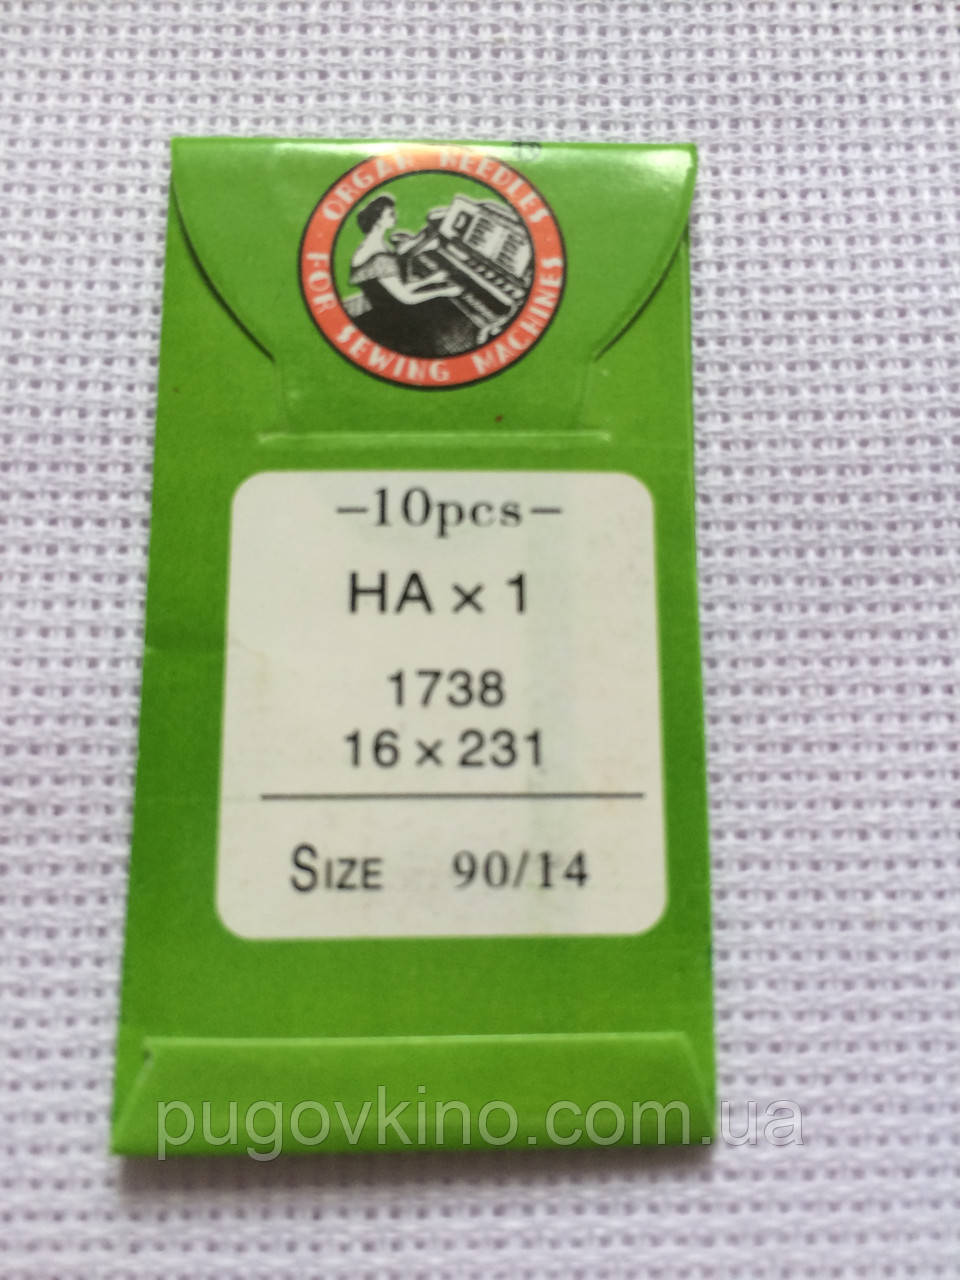 ORGAN NEEDLES
FOR SEWING MACHINES
–10pcs–
HA × 1
1738
16 × 231
SIZE 90/14
pugovkino.com.ua